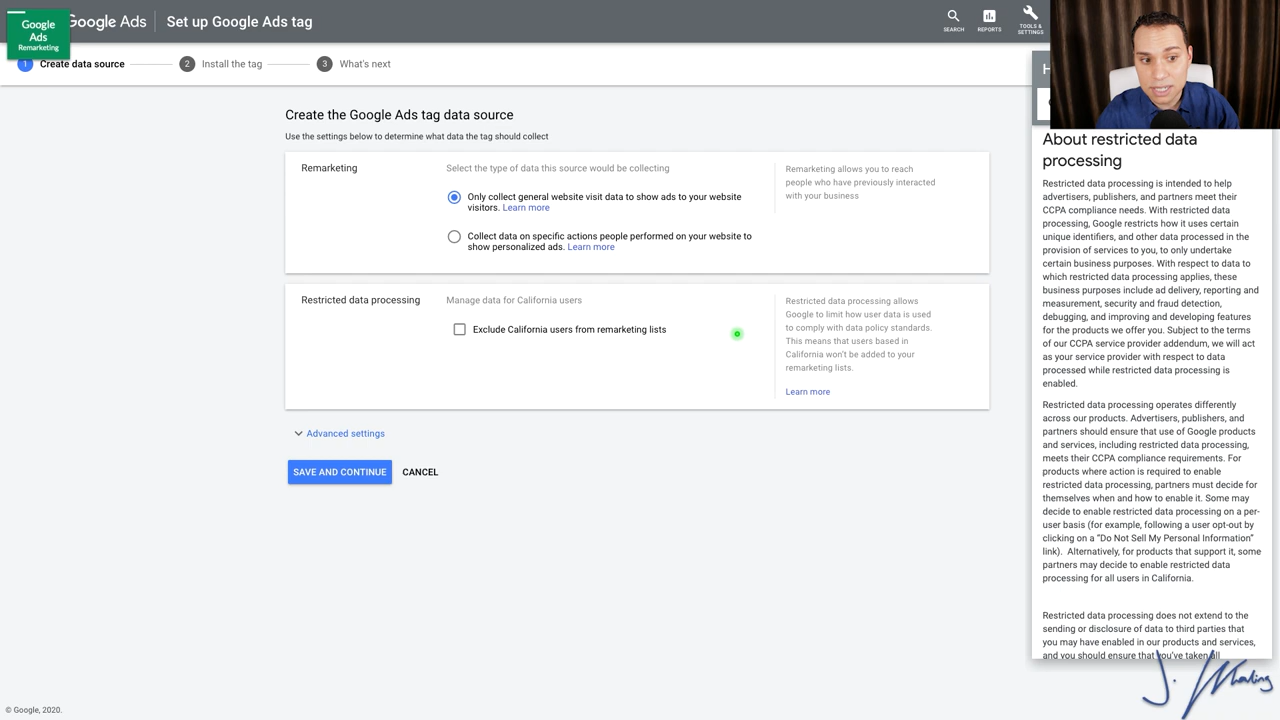 Google
Ads
Remarketing
Google Ads
Set up Google Ads tag
SEARCH
REPORTS
TOOLS &
SETTINGS
1 Create data source
2 Install the tag
3 What's next
Create the Google Ads tag data source
Use the settings below to determine what data the tag should collect
Remarketing
Select the type of data this source would be collecting
Only collect general website visit data to show ads to your website
visitors. Learn more
Collect data on specific actions people performed on your website to
show personalized ads. Learn more
Remarketing allows you to reach
people who have previously interacted
with your business
Restricted data processing
Manage data for California users
Exclude California users from remarketing lists
Restricted data processing allows
Google to limit how user data is used
to comply with data policy standards.
This means that users based in
California won't be added to your
remarketing lists.
Learn more
Advanced settings
SAVE AND CONTINUE
CANCEL
About restricted data
processing
Restricted data processing is intended to help
advertisers, publishers, and partners meet their
CCPA compliance needs. With restricted data
processing, Google restricts how it uses certain
unique identifiers, and other data processed in the
provision of services to you, to only undertake
certain business purposes. With respect to data to
which restricted data processing applies, these
business purposes include ad delivery, reporting and
measurement, security and fraud detection,
debugging, and improving and developing features
for the products we offer you. Subject to the terms
of our CCPA service provider addendum, we will act
as your service provider with respect to data
processed while restricted data processing is
enabled.
Restricted data processing operates differently
across our products. Advertisers, publishers, and
partners should ensure that use of Google products
and services, including restricted data processing,
meets their CCPA compliance requirements. For
products where action is required to enable
restricted data processing, partners must decide for
themselves when and how to enable it. Some may
decide to enable restricted data processing on a per-
user basis (for example, following a user opt-out by
clicking on a "Do Not Sell My Personal Information"
link).  Alternatively, for products that support it, some
partners may decide to enable restricted data
processing for all users in California.
Restricted data processing does not extend to the
sending or disclosure of data to third parties that
you may have enabled in our products and services,
and you should ensure that you've taken all
© Google, 2020.